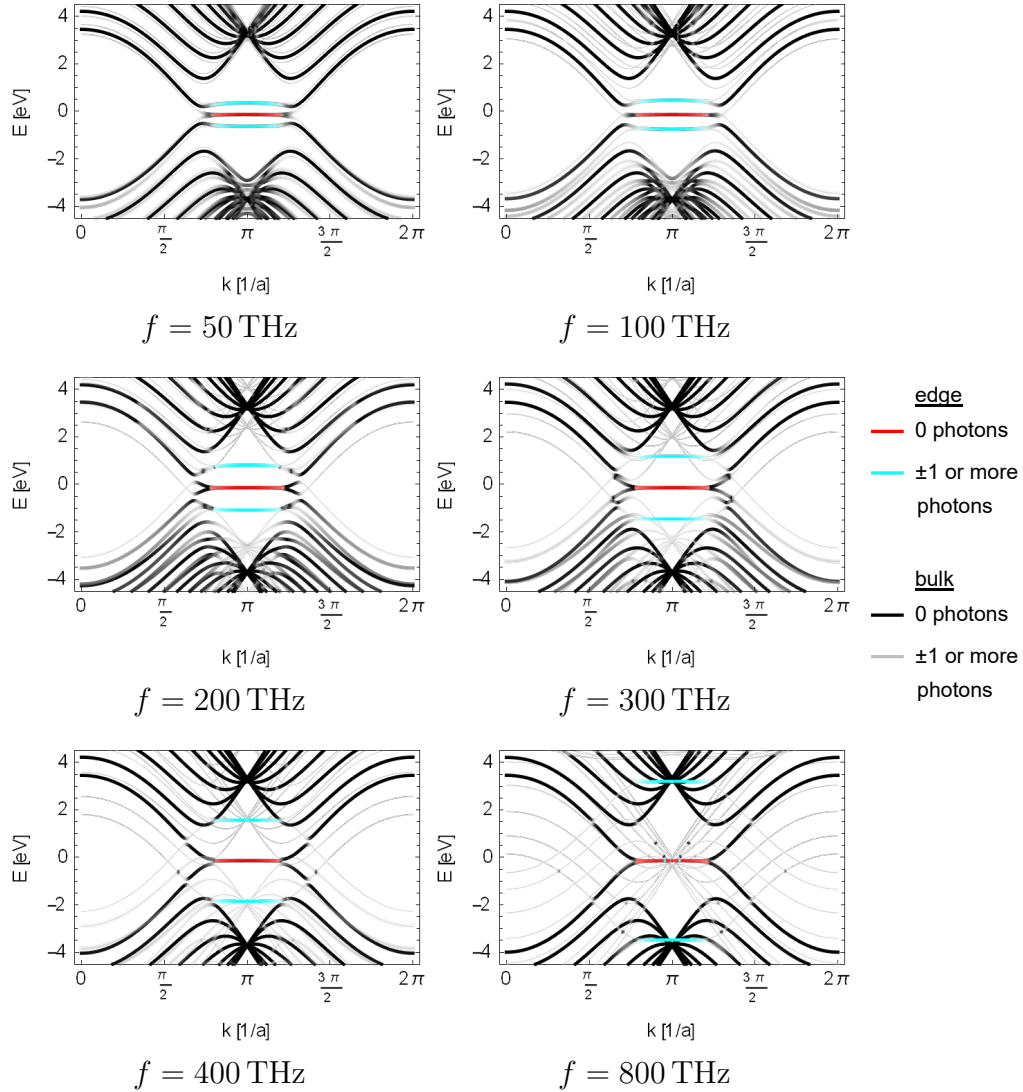 4
2
0
−2
−4
E [eV]
0
π/2
π
3π/2
2π
k [1/a]
f = 50 THz
4
2
0
−2
−4
E [eV]
0
π/2
π
3π/2
2π
k [1/a]
f = 100 THz
4
2
0
−2
−4
E [eV]
0
π/2
π
3π/2
2π
k [1/a]
f = 200 THz
4
2
0
−2
−4
E [eV]
0
π/2
π
3π/2
2π
k [1/a]
f = 300 THz
edge
0 photons
±1 or more
photons
bulk
0 photons
±1 or more
photons
4
2
0
−2
−4
E [eV]
0
π/2
π
3π/2
2π
k [1/a]
f = 400 THz
4
2
0
−2
−4
E [eV]
0
π/2
π
3π/2
2π
k [1/a]
f = 800 THz